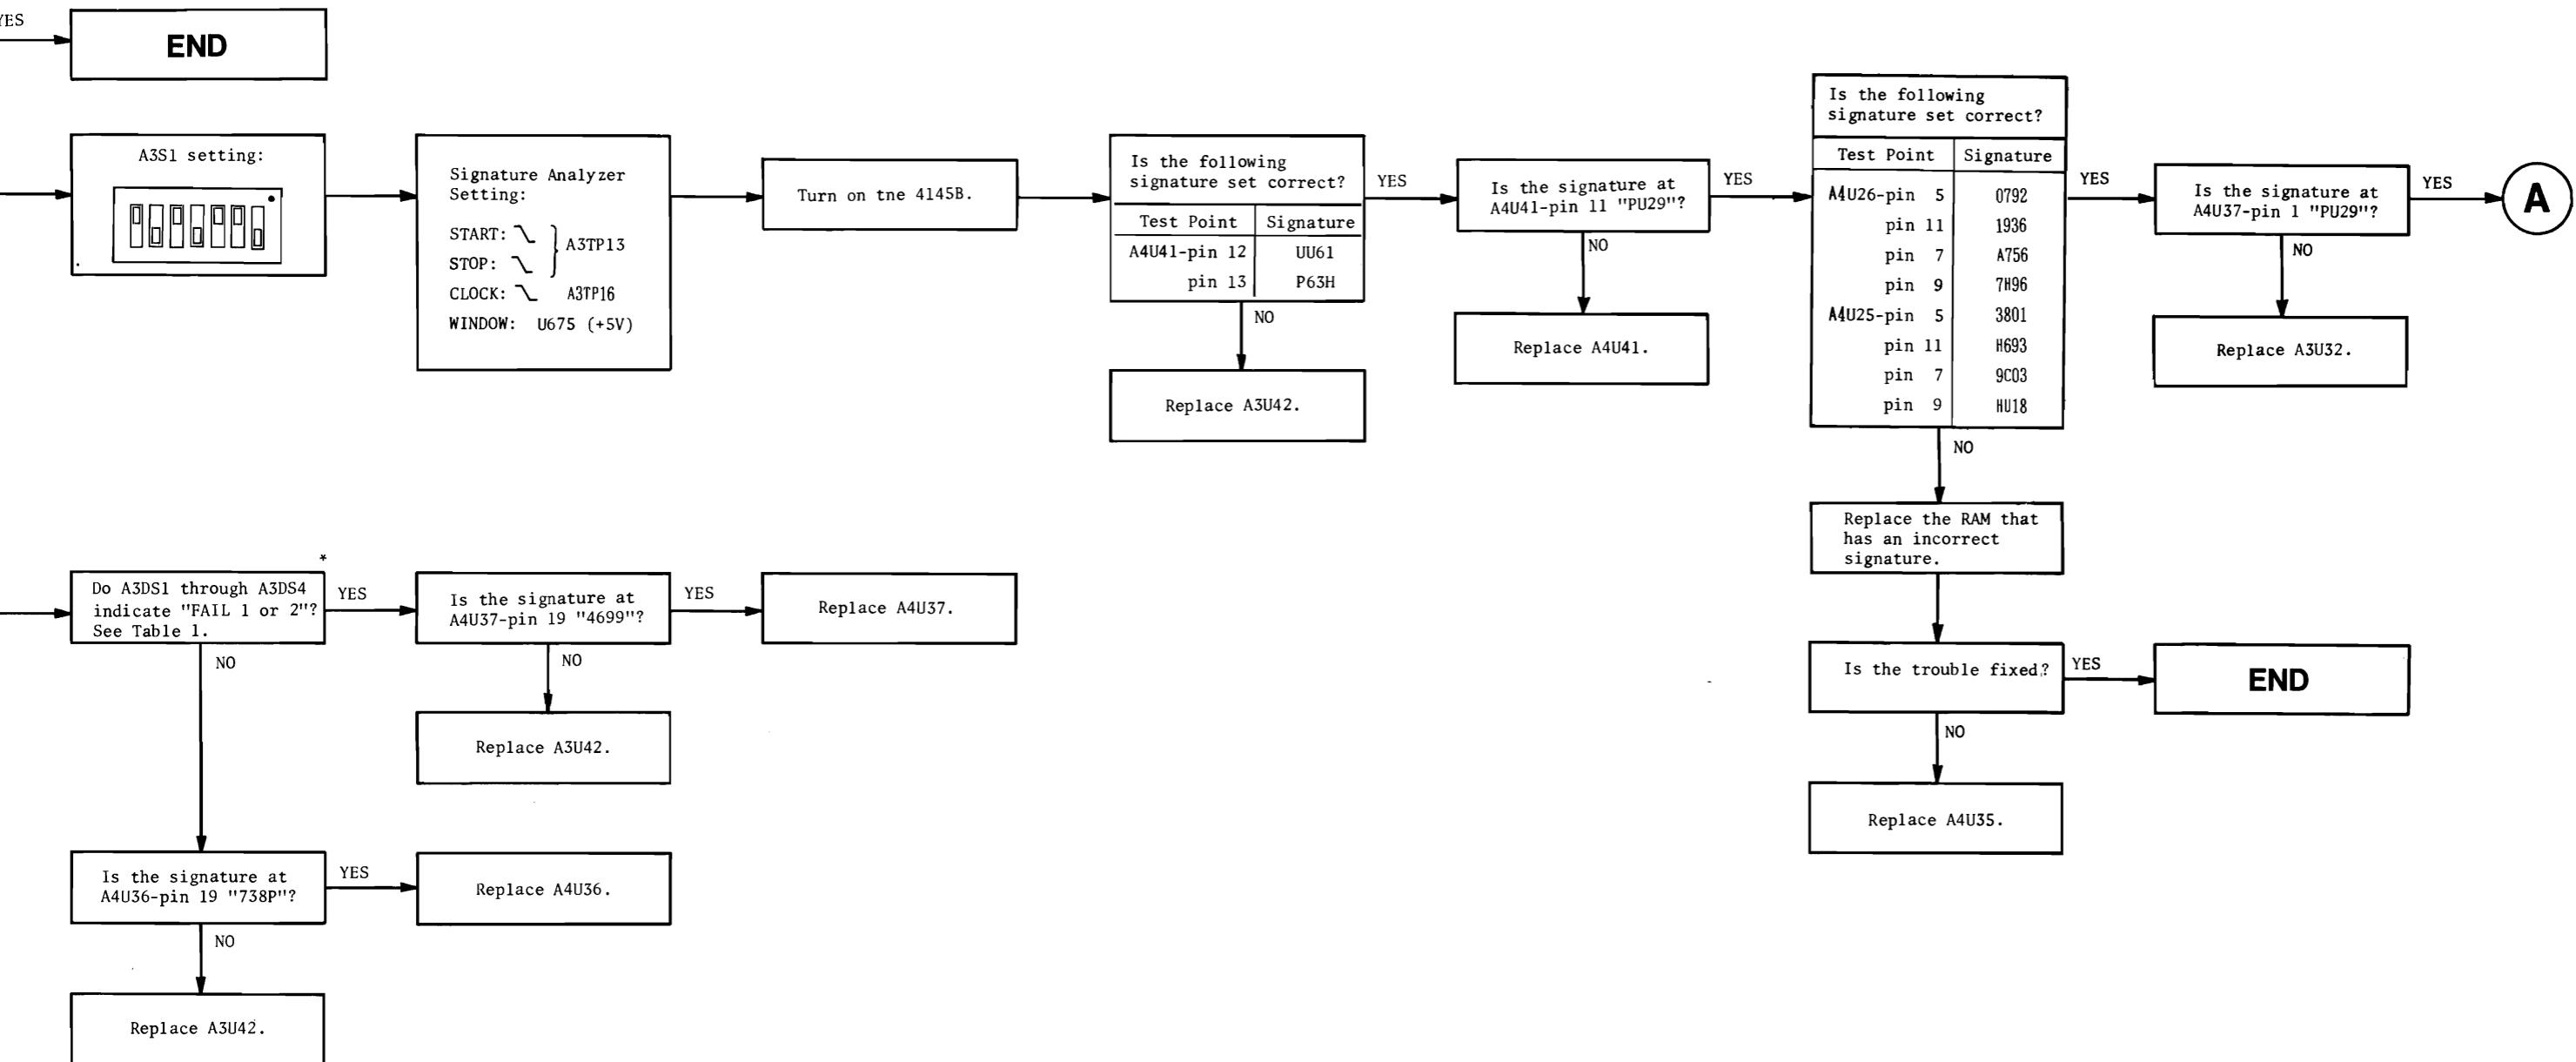 YES
END
A3S1 setting:
Signature Analyzer
Setting:
START:
A3TP13
STOP:
CLOCK: A3TP16
WINDOW: U675 (+5V)
Turn on tne 4145B.
Is the following
signature set correct?
Test Point Signature
A4U41-pin 12 UU61
pin 13 P63H
YES
NO
Replace A3U42.
Is the signature at
A4U41-pin 11 "PU29"?
YES
NO
Replace A4U41.
Is the following
signature set correct?
Test Point Signature
A4U26-pin 5 0792
pin 11 1936
pin 7 A756
pin 9 7H96
A4U25-pin 5 3801
pin 11 H693
pin 7 9C03
pin 9 HU18
YES
NO
Is the signature at
A4U37-pin 1 "PU29"?
YES
A
NO
Replace A3U32.
Replace the RAM that
has an incorrect
signature.
Is the trouble fixed?
YES
END
NO
Replace A4U35.
*
Do A3DS1 through A3DS4
indicate "FAIL 1 or 2"?
See Table 1.
YES
NO
Is the signature at
A4U37-pin 19 "4699"?
YES
Replace A4U37.
NO
Replace A3U42.
Is the signature at
A4U36-pin 19 "738P"?
YES
Replace A4U36.
NO
Replace A3U42.